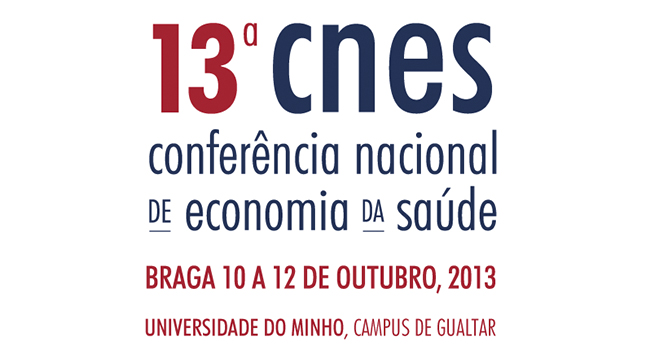 13ª cnes
conferência nacional
DE economia DA saúde
BRAGA 10 A 12 DE OUTUBRO, 2013
UNIVERSIDADE DO MINHO, CAMPUS DE GUALTAR